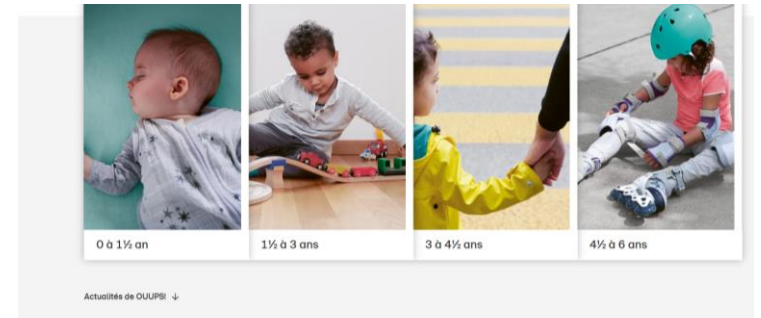 0 à 1½ an
1½ à 3 ans
3 à 4½ ans
4½ à 6 ans
Actualités de OUUPS! ↓